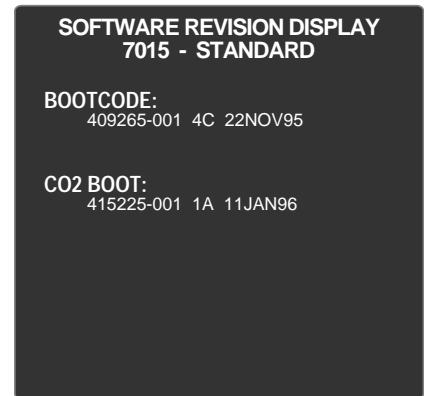 SOFTWARE REVISION DISPLAY
7015 - STANDARD
BOOTCODE:
409265-001 4C 22NOV95
CO2 BOOT:
415225-001 1A 11JAN96